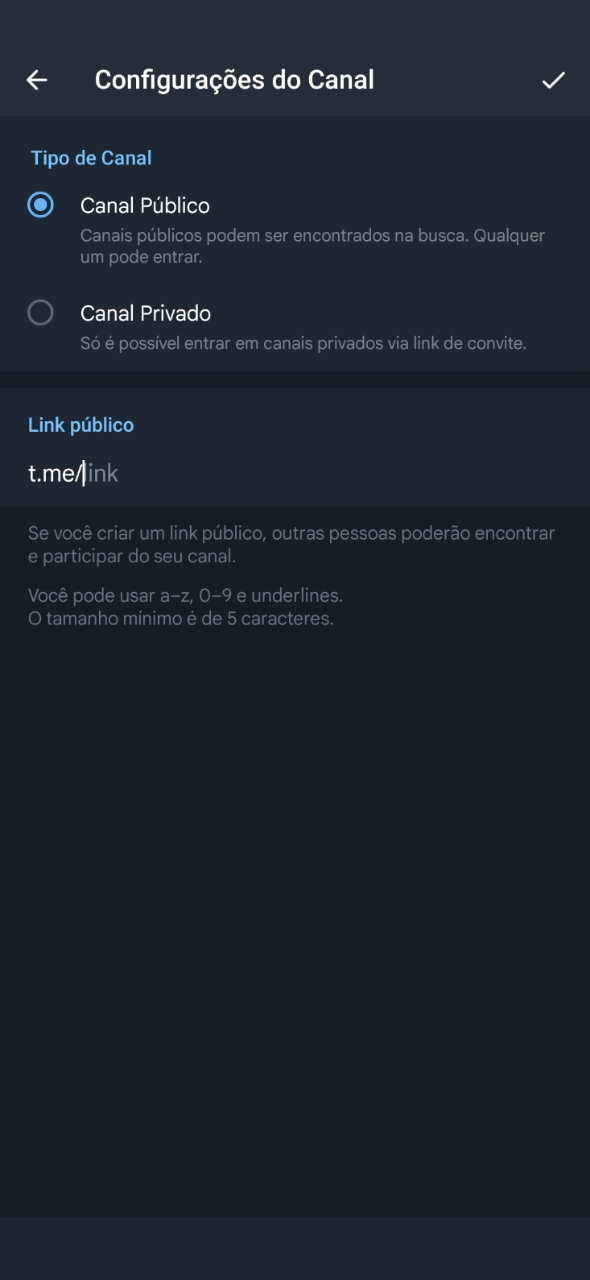 Configurações do Canal
Tipo de Canal
Canal Público
Canais públicos podem ser encontrados na busca. Qualquer
um pode entrar.
Canal Privado
Só é possível entrar em canais privados via link de convite.
Link público
t.me/link
Se você criar um link público, outras pessoas poderão encontrar
e participar do seu canal.
Você pode usar a–z, 0–9 e underlines.
O tamanho mínimo é de 5 caracteres.